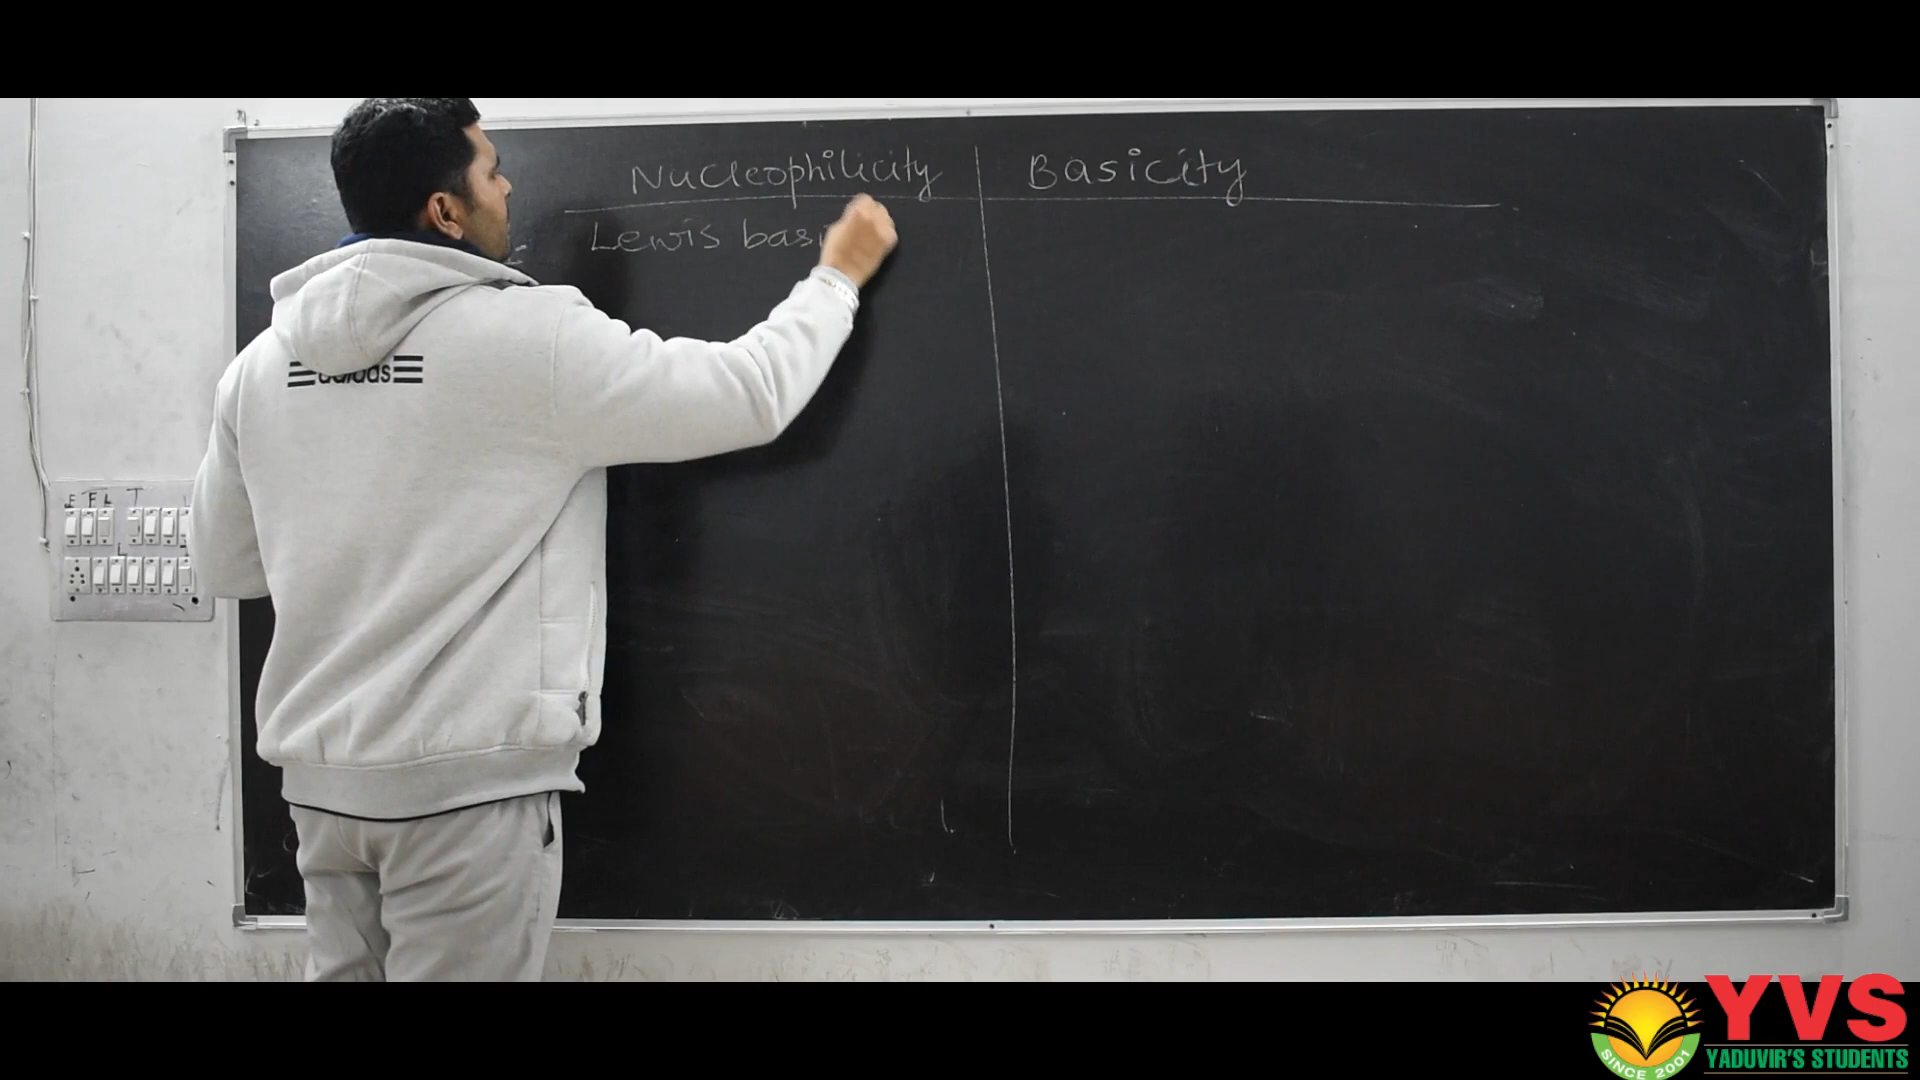 Nucleophilicity Basicity
Lewis basi
adidas
E F L T L
L
YVS
YADUVIR'S STUDENTS
SINCE 2001